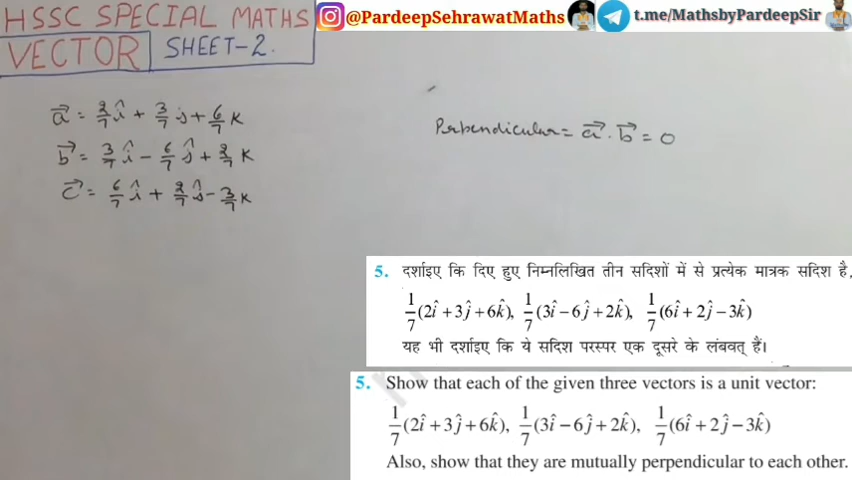 HSSC SPECIAL MATHS
VECTOR SHEET-2.
@PardeepSehrawatMaths
t.me/MathsbyPardeepSir
a⃗ = 2/7 î + 3/7 j + 6/7 k
b⃗ = 3/7 î - 6/7 ĵ + 2/7 k
c⃗ = 6/7 î + 2/7 ĵ - 3/7 k
Perpendicular = a⃗ . b⃗ = 0
5. दर्शाइए कि दिए हुए निम्नलिखित तीन सदिशों में से प्रत्येक मात्रक सदिश है,
1/7(2î + 3ĵ + 6k̂), 1/7(3î − 6ĵ + 2k̂), 1/7(6î + 2ĵ − 3k̂)
यह भी दर्शाइए कि ये सदिश परस्पर एक दूसरे के लंबवत् हैं।
5. Show that each of the given three vectors is a unit vector:
1/7(2î + 3ĵ + 6k̂), 1/7(3î − 6ĵ + 2k̂), 1/7(6î + 2ĵ − 3k̂)
Also, show that they are mutually perpendicular to each other.